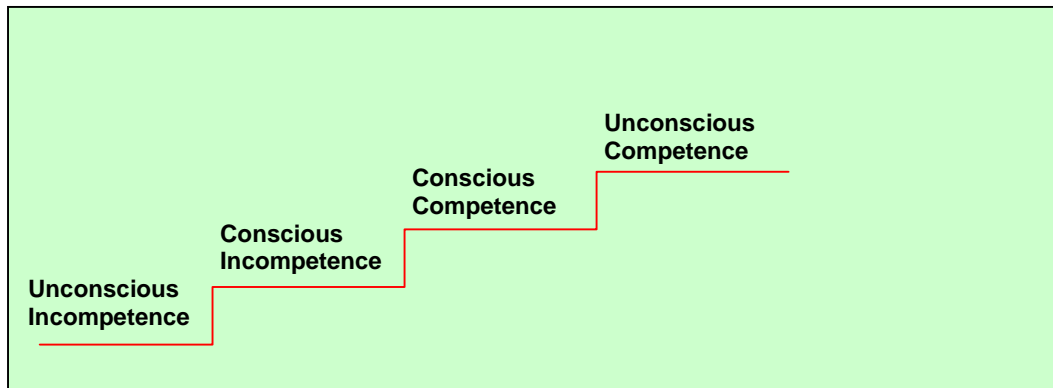 Unconscious
Competence
Conscious
Competence
Conscious
Incompetence
Unconscious
Incompetence